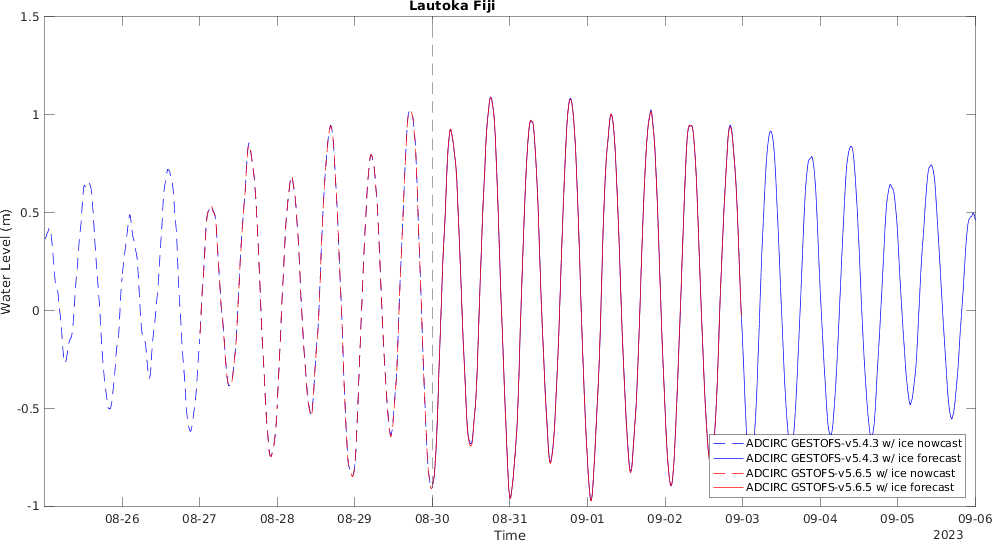 Lautoka Fiji
1.5
1
0.5
0
-0.5
-1
Water Level (m)
ADCIRC GESTOFS-v5.4.3 w/ ice nowcast
ADCIRC GESTOFS-v5.4.3 w/ ice forecast
ADCIRC GSTOFS-v5.6.5 w/ ice nowcast
ADCIRC GSTOFS-v5.6.5 w/ ice forecast
08-26 08-27 08-28 08-29 08-30 08-31 09-01 09-02 09-03 09-04 09-05 09-06
Time
2023